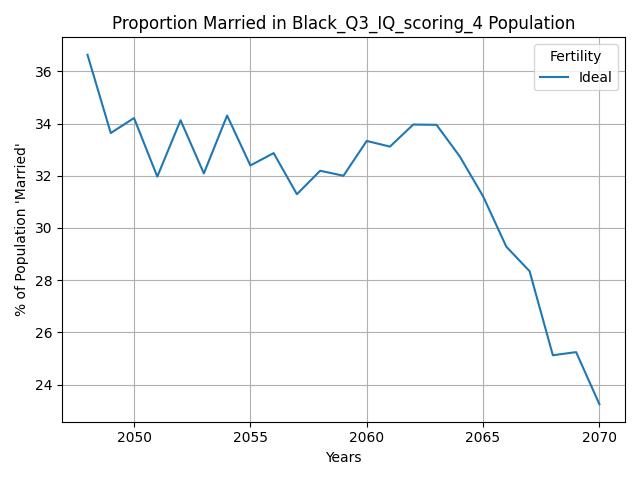 Proportion Married in Black_Q3_IQ_scoring_4 Population
Fertility
Ideal
% of Population 'Married'
36
34
32
30
28
26
24
2050
2055
2060
2065
2070
Years